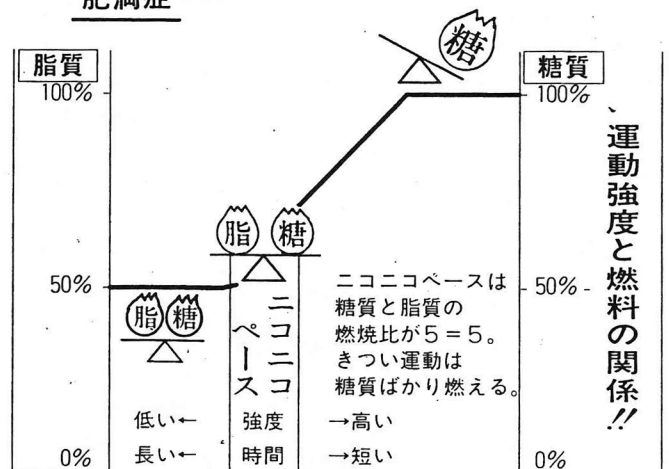 肥満症
脂質
糖質
100%
100%
糖
運動強度と燃料の関係!!
脂
糖
50%
50%
脂
糖
ニコニコ
ペース
ニコニコペースは
糖質と脂質の
燃焼比が5=5。
きつい運動は
糖質ばかり燃える。
低い← 強度 →高い
長い← 時間 →短い
0%
0%